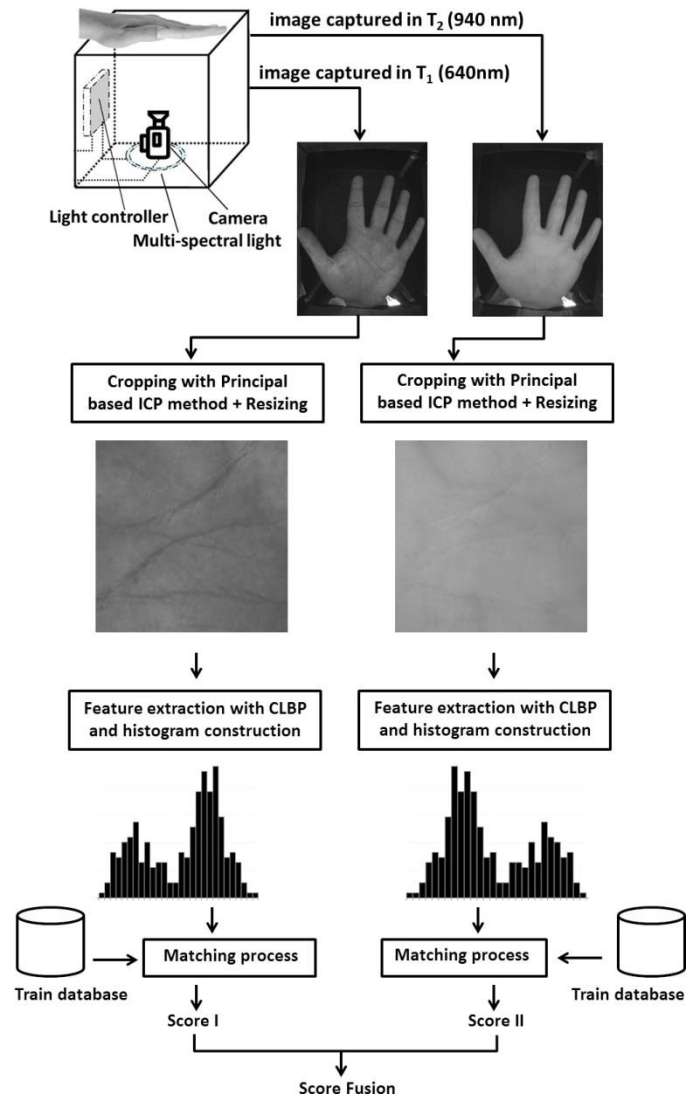 image captured in T₂ (940 nm)
image captured in T₁ (640nm)
Light controller
Camera
Multi-spectral light
Cropping with Principal
based ICP method + Resizing
Cropping with Principal
based ICP method + Resizing
Feature extraction with CLBP
and histogram construction
Feature extraction with CLBP
and histogram construction
Matching process
Matching process
Train database
Train database
Score I
Score II
Score Fusion